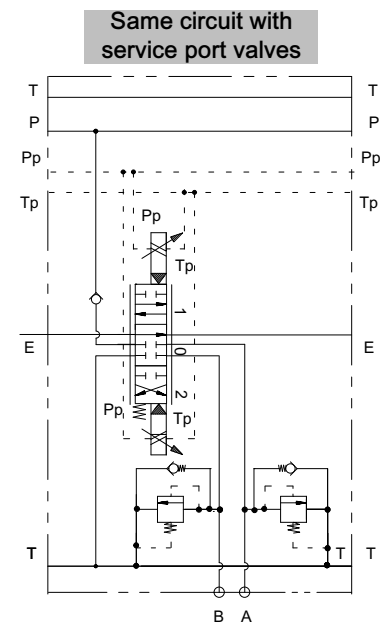 Same circuit with
service port valves
T T
P P
Pp Pp
Tp Tp
Pp
Tp
1
E 0 E
2
Pp Tp
T T T
B A